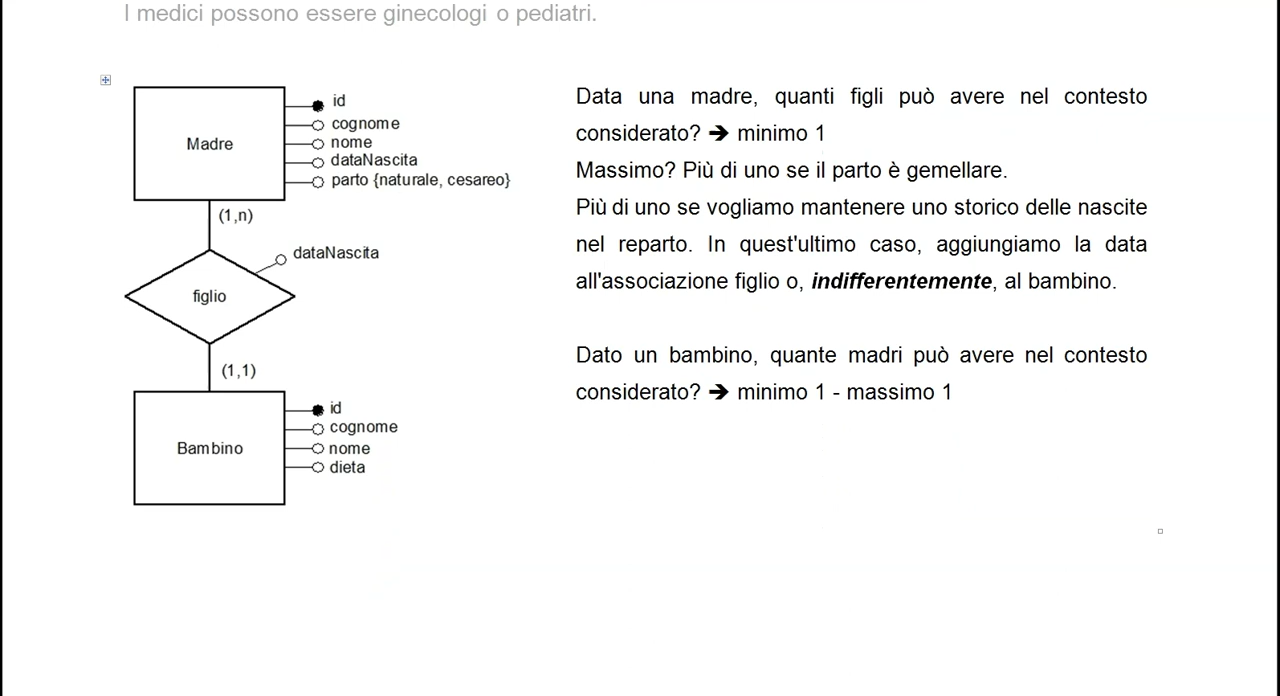 I medici possono essere ginecologi o pediatri.
Madre
id
cognome
nome
dataNascita
parto {naturale, cesareo}
(1,n)
dataNascita
figlio
(1,1)
Bambino
id
cognome
nome
dieta
Data una madre, quanti figli può avere nel contesto
considerato? ➔ minimo 1
Massimo? Più di uno se il parto è gemellare.
Più di uno se vogliamo mantenere uno storico delle nascite
nel reparto. In quest'ultimo caso, aggiungiamo la data
all'associazione figlio o, indifferentemente, al bambino.
Dato un bambino, quante madri può avere nel contesto
considerato? ➔ minimo 1 - massimo 1